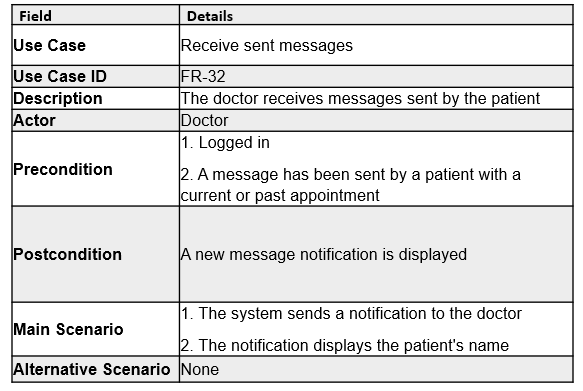 Field Details
Use Case Receive sent messages
Use Case ID FR-32
Description The doctor receives messages sent by the patient
Actor Doctor
Precondition 1. Logged in
2. A message has been sent by a patient with a
current or past appointment
Postcondition A new message notification is displayed
Main Scenario 1. The system sends a notification to the doctor
2. The notification displays the patient's name
Alternative Scenario None